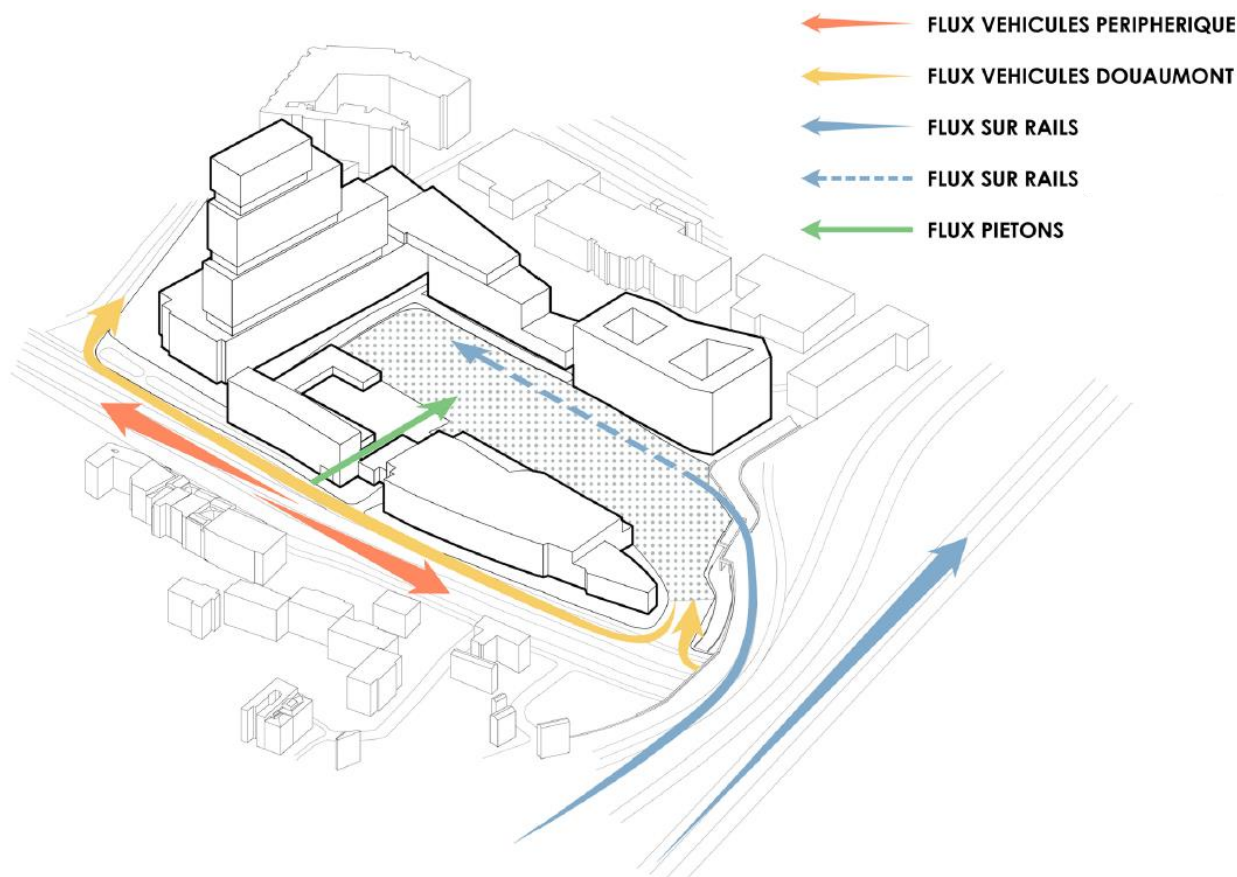 FLUX VEHICULES PERIPHERIQUE
FLUX VEHICULES DOUAUMONT
FLUX SUR RAILS
FLUX SUR RAILS
FLUX PIETONS